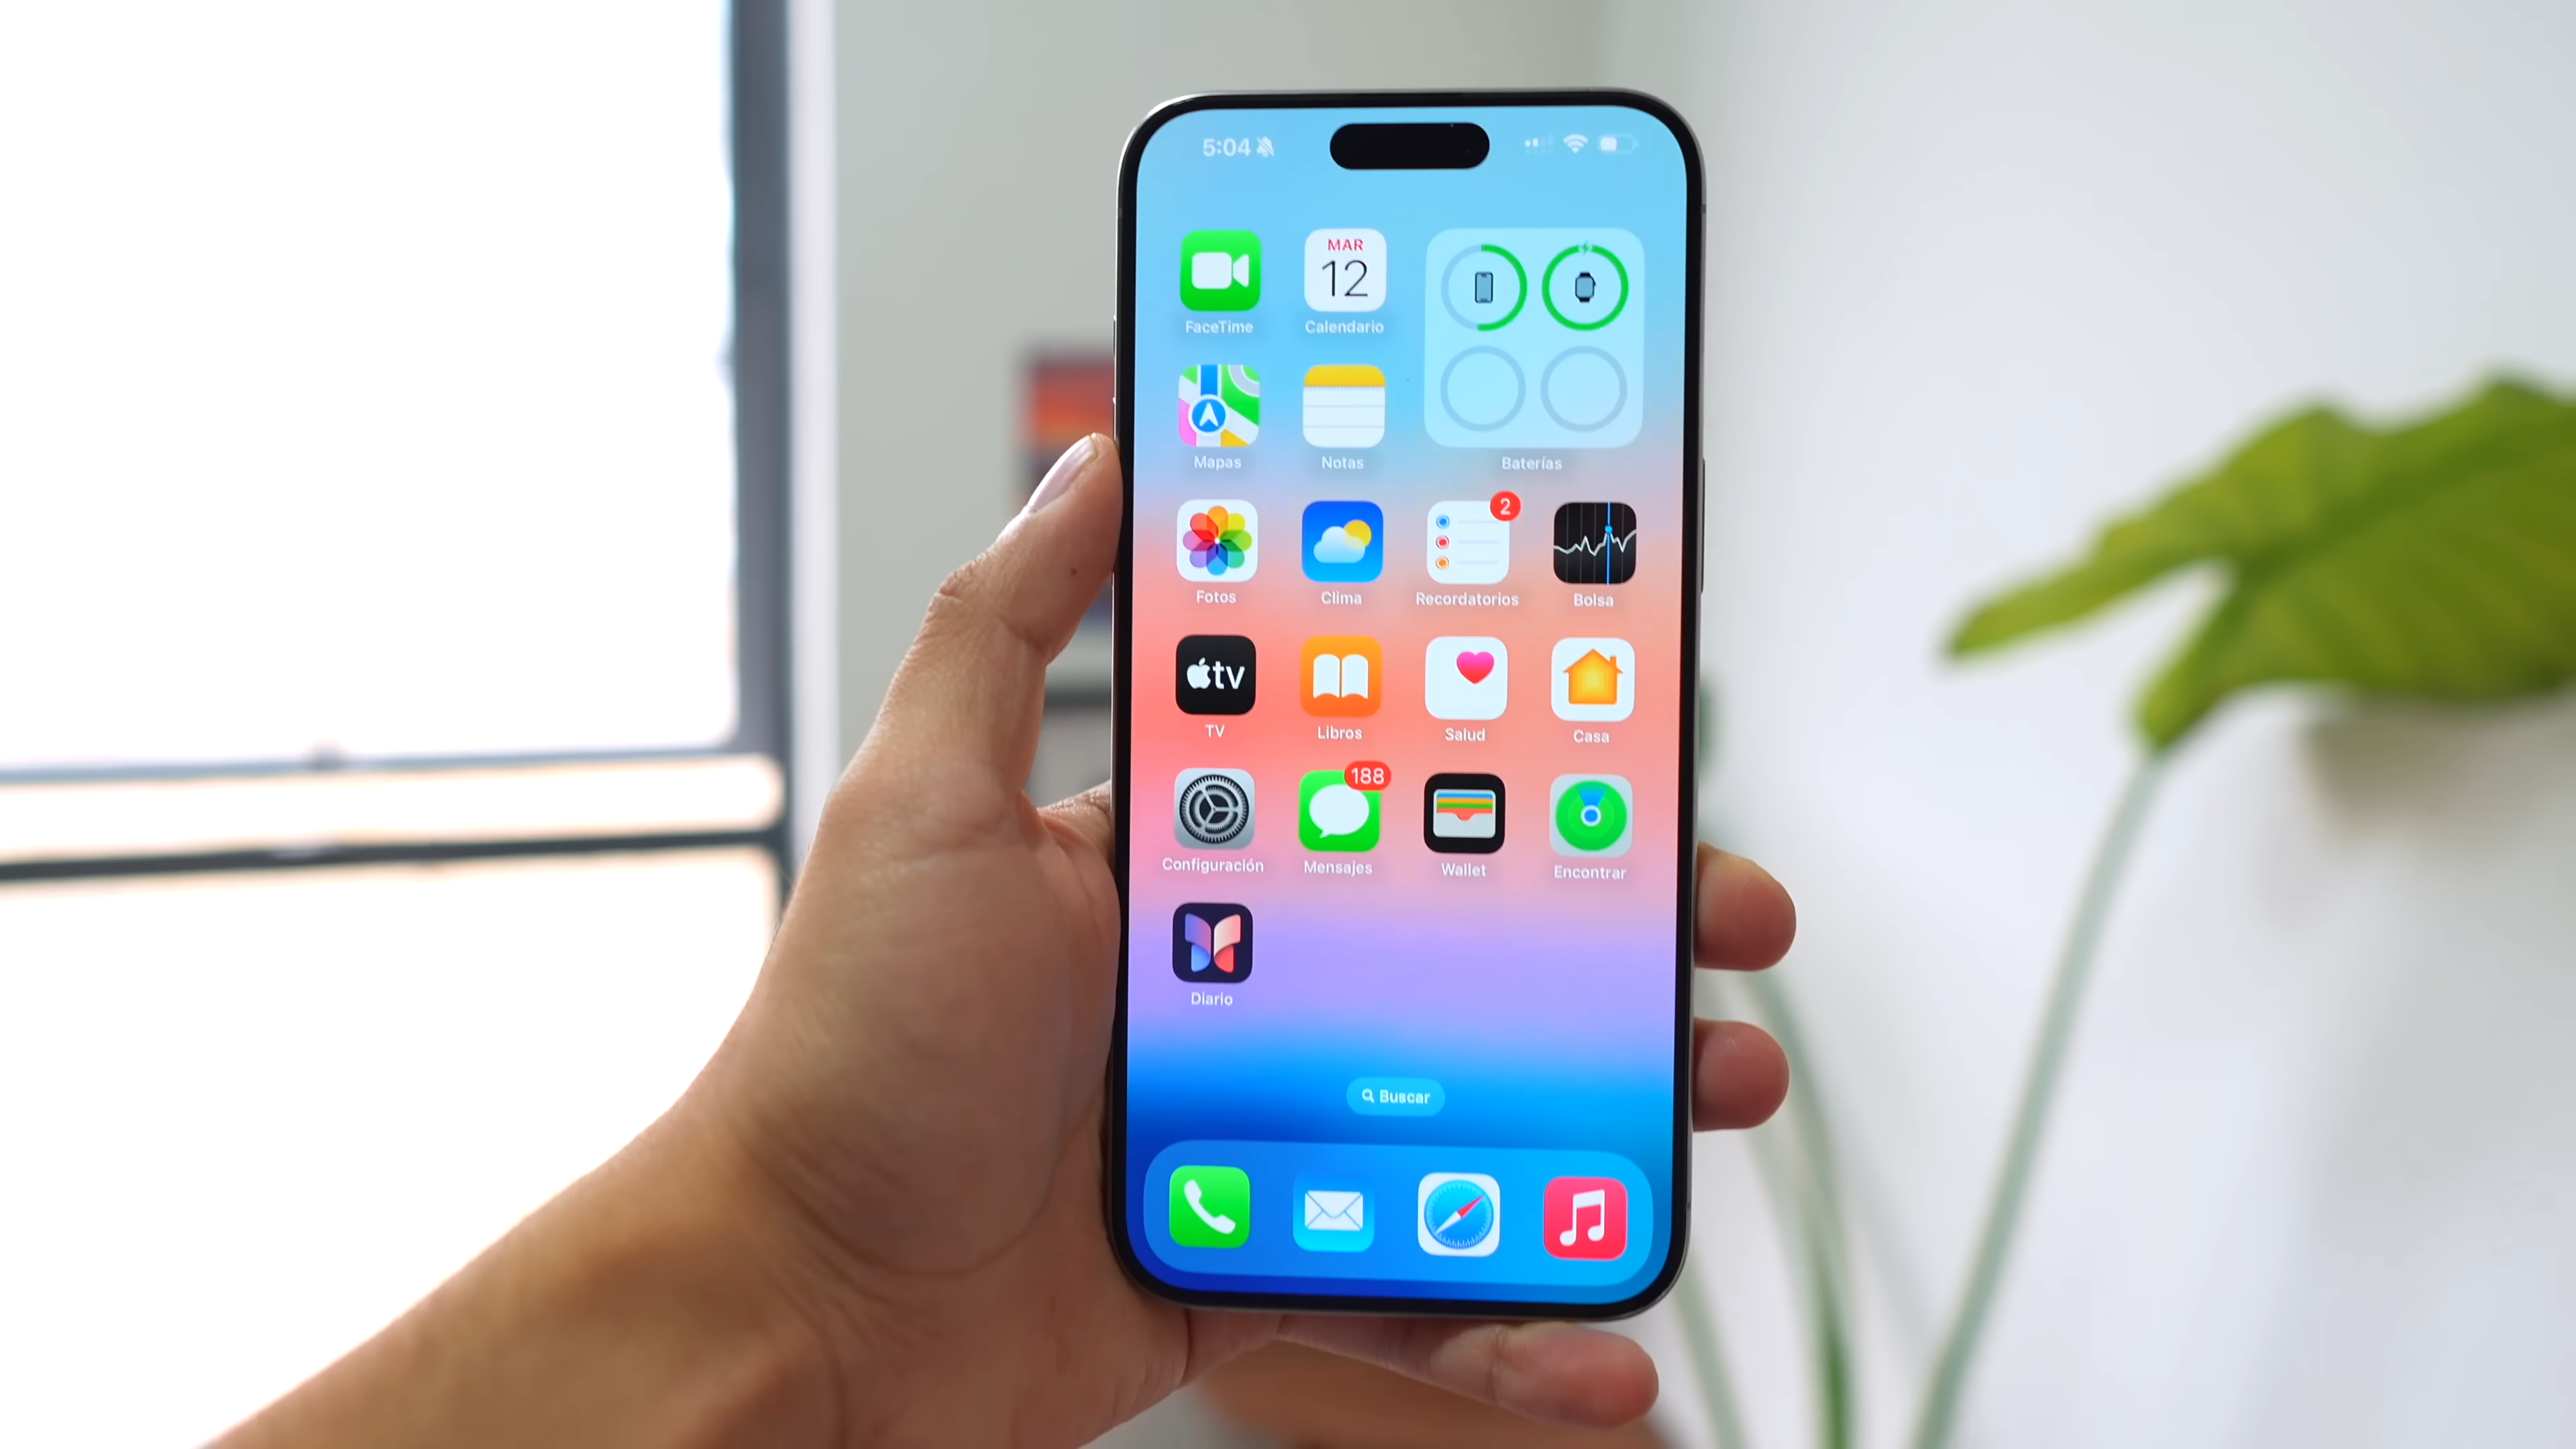 5:04
MAR
12
FaceTime
Calendario
Mapas
Notas
Baterías
2
Fotos
Clima
Recordatorios
Bolsa
tv
TV
Libros
Salud
Casa
188
Configuración
Mensajes
Wallet
Encontrar
Diario
Buscar